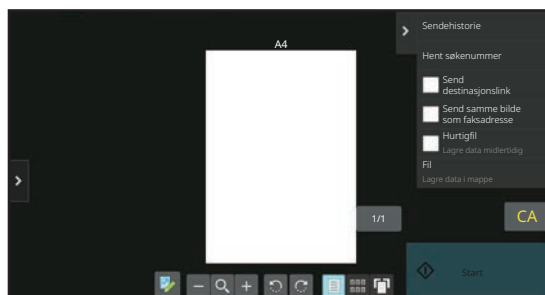 A4
Sendehistorie
Hent søkenummer
Send
destinasjonslink
Send samme bilde
som faksadresse
Hurtigfil
Lagre data midlertidig
Fil
Lagre data i mappe
1/1
CA
Start